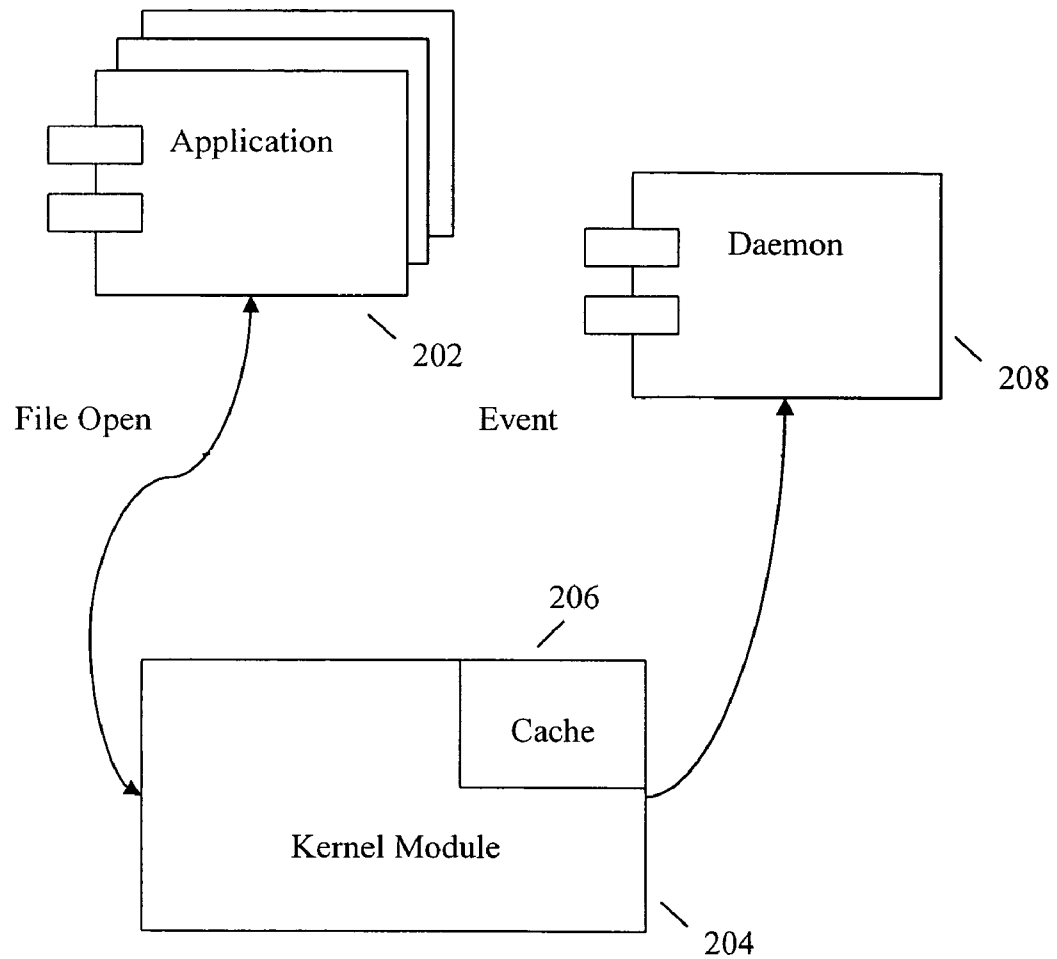 Application
Daemon
202
208
File Open
Event
206
Cache
Kernel Module
204